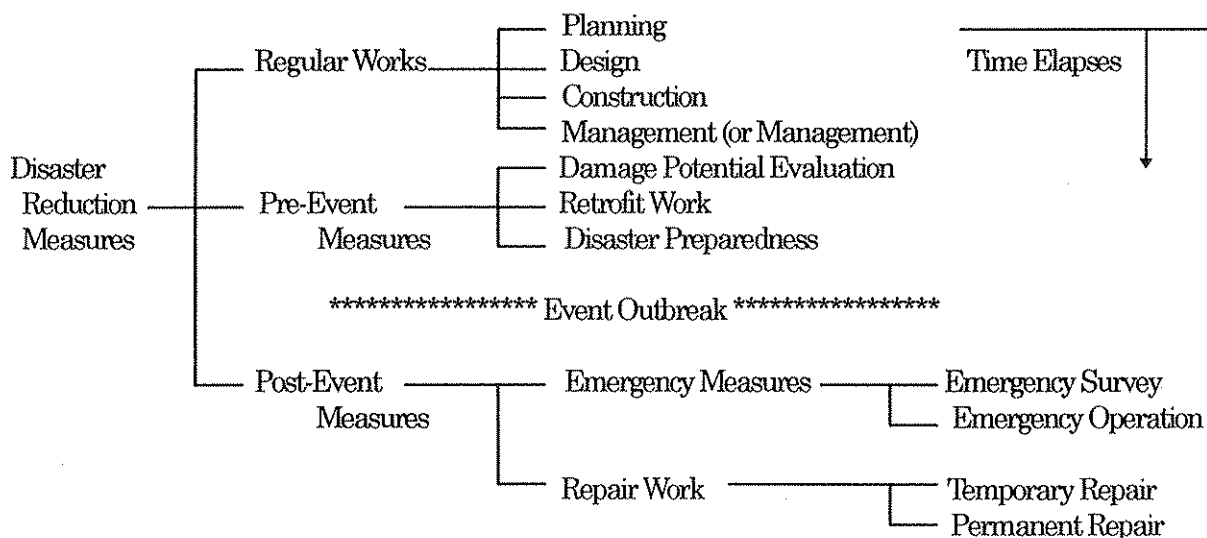 Planning
Regular Works Design Time Elapses
Construction
Management (or Management)
Disaster Damage Potential Evaluation
Reduction Pre-Event Retrofit Work
Measures Measures Disaster Preparedness
***************** Event Outbreak *****************
Post-Event Emergency Measures Emergency Survey
Measures Emergency Operation
Repair Work Temporary Repair
Permanent Repair